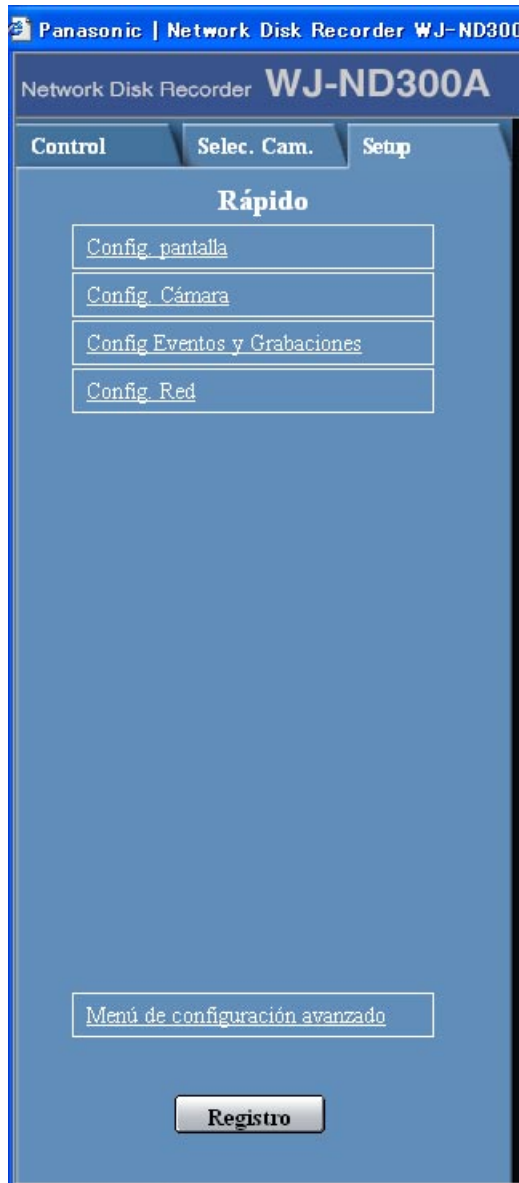 Panasonic | Network Disk Recorder WJ-ND300
Network Disk Recorder WJ-ND300A
Control Selec. Cam. Setup
Rápido
Config. pantalla
Config. Cámara
Config Eventos y Grabaciones
Config. Red
Menú de configuración avanzado
Registro